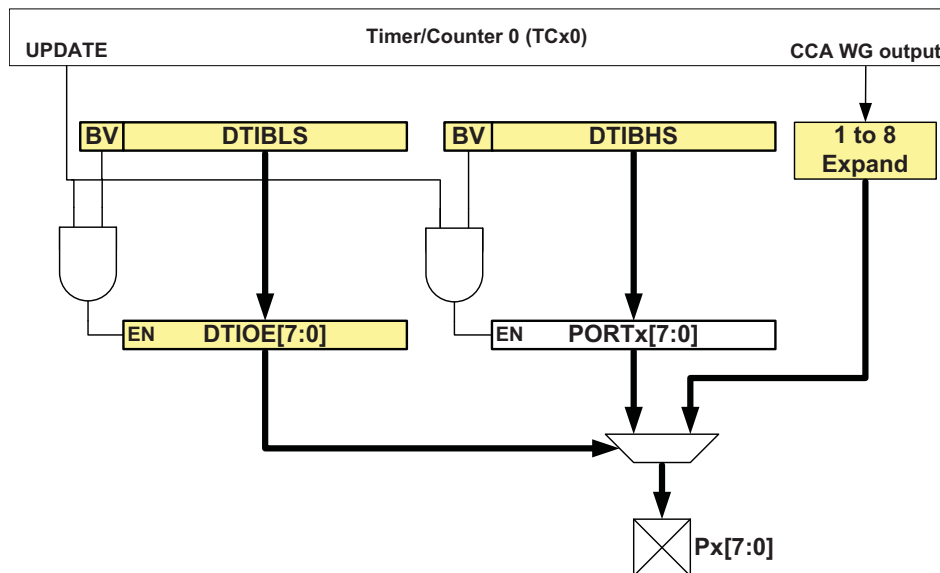 Timer/Counter 0 (TCx0)
UPDATE
CCA WG output
BV
DTIBLS
BV
DTIBHS
1 to 8
Expand
EN
DTIOE[7:0]
EN
PORTx[7:0]
Px[7:0]